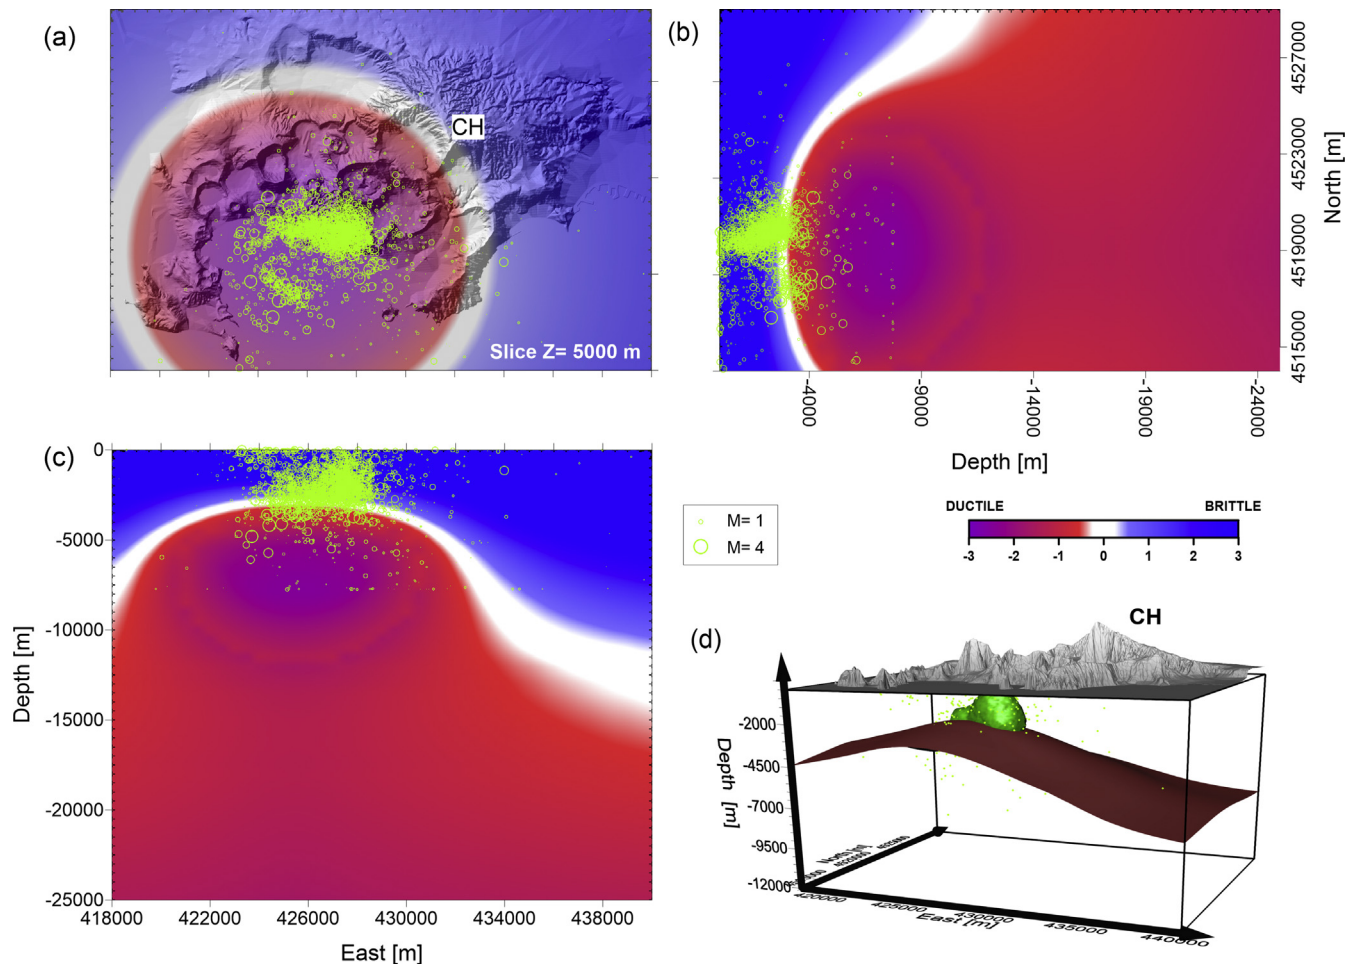 (a)
CH
Slice Z= 5000 m
(b)
4527000
4523000
4519000
4515000
North [m]
-4000
-9000
-14000
-19000
-24000
Depth [m]
(c)
0
-5000
-10000
-15000
-20000
-25000
Depth [m]
418000
422000
426000
430000
434000
438000
East [m]
M= 1
M= 4
DUCTILE
BRITTLE
-3
-2
-1
0
1
2
3
(d)
CH
-2000
-4500
-7000
-9500
-12000
Depth [m]
North [m]
420000
425000
430000
435000
440000
East [m]